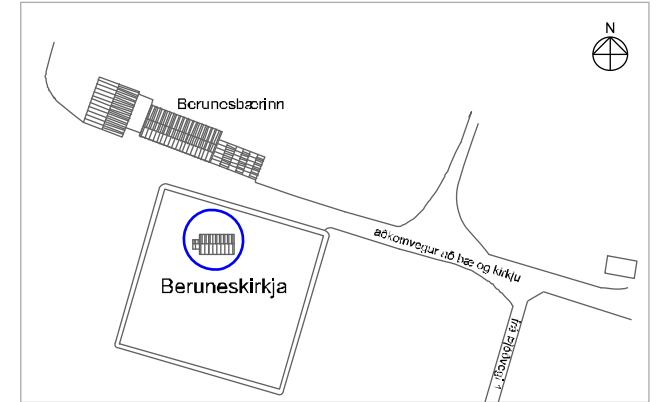 N
Berunesbærinn
aðkomvegur að bæ og kirkju
Beruneskirkja
frá Þjóðvegi 1